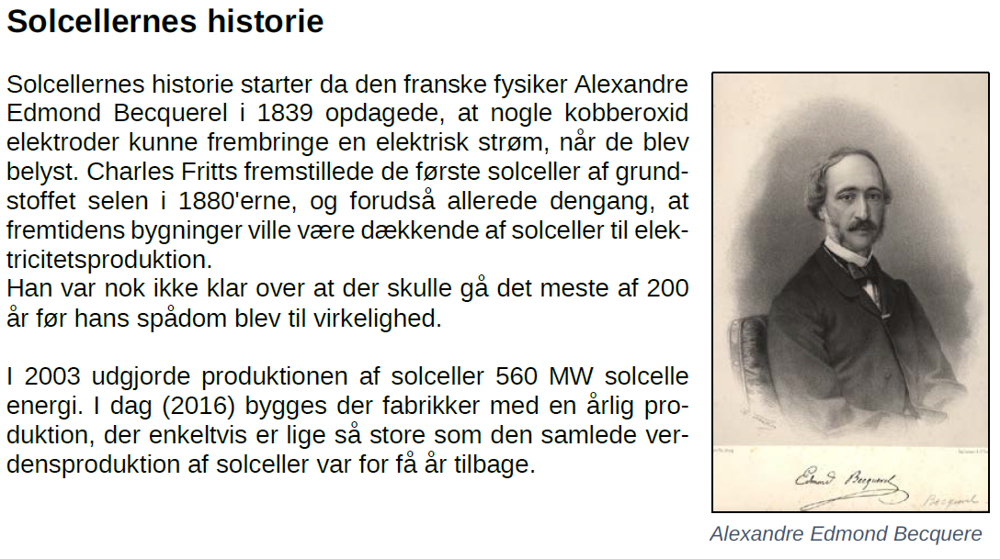 Solcellernes historie
Solcellernes historie starter da den franske fysiker Alexandre
Edmond Becquerel i 1839 opdagede, at nogle kobberoxid
elektroder kunne frembringe en elektrisk strøm, når de blev
belyst. Charles Fritts fremstillede de første solceller af grund-
stoffet selen i 1880'erne, og forudså allerede dengang, at
fremtidens bygninger ville være dækkende af solceller til elek-
tricitetsproduktion.
Han var nok ikke klar over at der skulle gå det meste af 200
år før hans spådom blev til virkelighed.
I 2003 udgjorde produktionen af solceller 560 MW solcelle
energi. I dag (2016) bygges der fabrikker med en årlig pro-
duktion, der enkeltvis er lige så store som den samlede ver-
densproduktion af solceller var for få år tilbage.
Edmond Becquerel
Becquerel
Alexandre Edmond Becquere